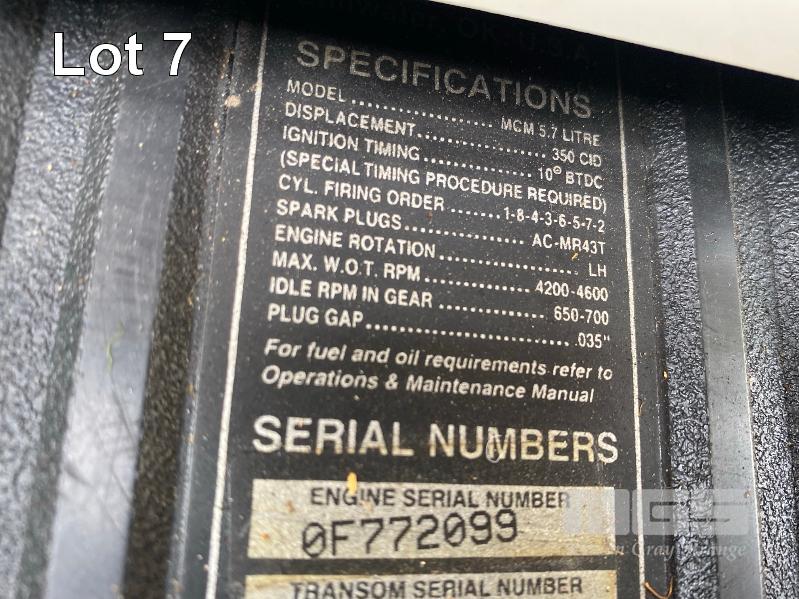 Lot 7
SPECIFICATIONS
MODEL .................... MCM 5.7 LITRE
DISPLACEMENT .................... 350 CID
IGNITION TIMING .................... 10° BTDC
(SPECIAL TIMING PROCEDURE REQUIRED)
CYL. FIRING ORDER ........ 1-8-4-3-6-5-7-2
SPARK PLUGS .................... AC-MR43T
ENGINE ROTATION .................... LH
MAX. W.O.T. RPM .................... 4200-4600
IDLE RPM IN GEAR .................... 650-700
PLUG GAP .................... .035"
For fuel and oil requirements refer to
Operations & Maintenance Manual
SERIAL NUMBERS
ENGINE SERIAL NUMBER
0F772099
TRANSOM SERIAL NUMBER